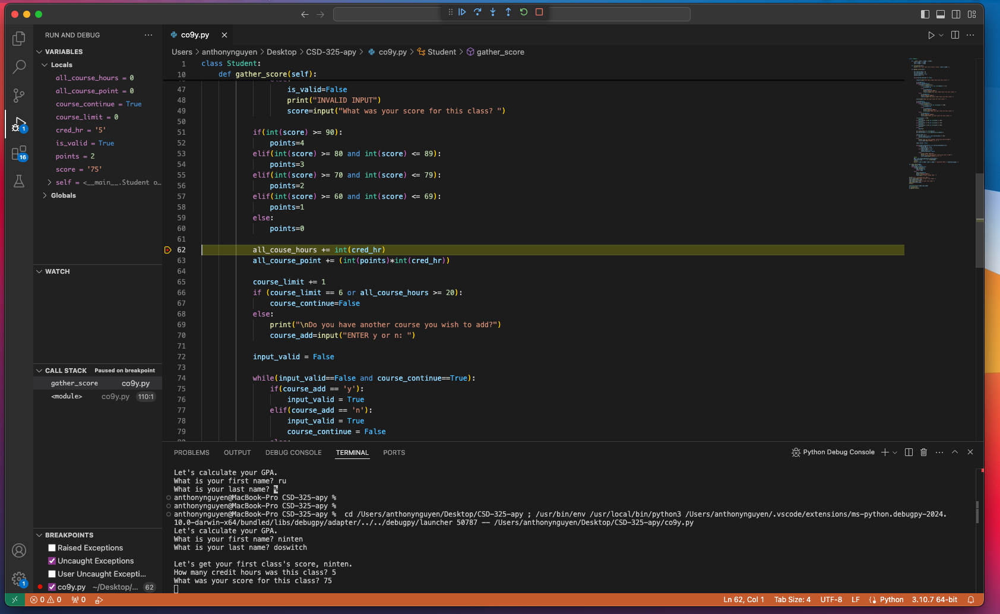 RUN AND DEBUG
VARIABLES
Locals
all_course_hours = 0
all_course_point = 0
course_continue = True
course_limit = 0
cred_hr = '5'
is_valid = True
points = 2
score = '75'
self = <__main__.Student o…
Globals
WATCH
CALL STACK Paused on breakpoint
gather_score co9y.py
<module> co9y.py 110:1
BREAKPOINTS
Raised Exceptions
Uncaught Exceptions
User Uncaught Excepti...
co9y.py ~/Desktop/... 62
1
16
1
co9y.py
Users > anthonynguyen > Desktop > CSD-325-apy > co9y.py > Student > gather_score
1 class Student:
10 def gather_score(self):
47 is_valid=False
48 print("INVALID INPUT")
49 score=input("What was your score for this class? ")
50
51 if(int(score) >= 90):
52 points=4
53 elif(int(score) >= 80 and int(score) <= 89):
54 points=3
55 elif(int(score) >= 70 and int(score) <= 79):
56 points=2
57 elif(int(score) >= 60 and int(score) <= 69):
58 points=1
59 else:
60 points=0
61
62 all_couse_hours += int(cred_hr)
63 all_course_point += (int(points)*int(cred_hr))
64
65 course_limit += 1
66 if (course_limit == 6 or all_course_hours >= 20):
67 course_continue=False
68 else:
69 print("\nDo you have another course you wish to add?")
70 course_add=input("ENTER y or n: ")
71
72 input_valid = False
73
74 while(input_valid==False and course_continue==True):
75 if(course_add == 'y'):
76 input_valid = True
77 elif(course_add == 'n'):
78 input_valid = True
79 course_continue = False
PROBLEMS OUTPUT DEBUG CONSOLE TERMINAL PORTS Python Debug Console
Let's calculate your GPA.
What is your first name? ru
What is your last name? %
anthonynguyen@MacBook-Pro CSD-325-apy %
anthonynguyen@MacBook-Pro CSD-325-apy %
anthonynguyen@MacBook-Pro CSD-325-apy % cd /Users/anthonynguyen/Desktop/CSD-325-apy ; /usr/bin/env /usr/local/bin/python3 /Users/anthonynguyen/.vscode/extensions/ms-python.debugpy-2024.
10.0-darwin-x64/bundled/libs/debugpy/adapter/../../debugpy/launcher 50787 -- /Users/anthonynguyen/Desktop/CSD-325-apy/co9y.py
Let's calculate your GPA.
What is your first name? ninten
What is your last name? doswitch
Let's get your first class's score, ninten.
How many credit hours was this class? 5
What was your score for this class? 75
0 0 0 Ln 62, Col 1 Tab Size: 4 UTF-8 LF Python 3.10.7 64-bit